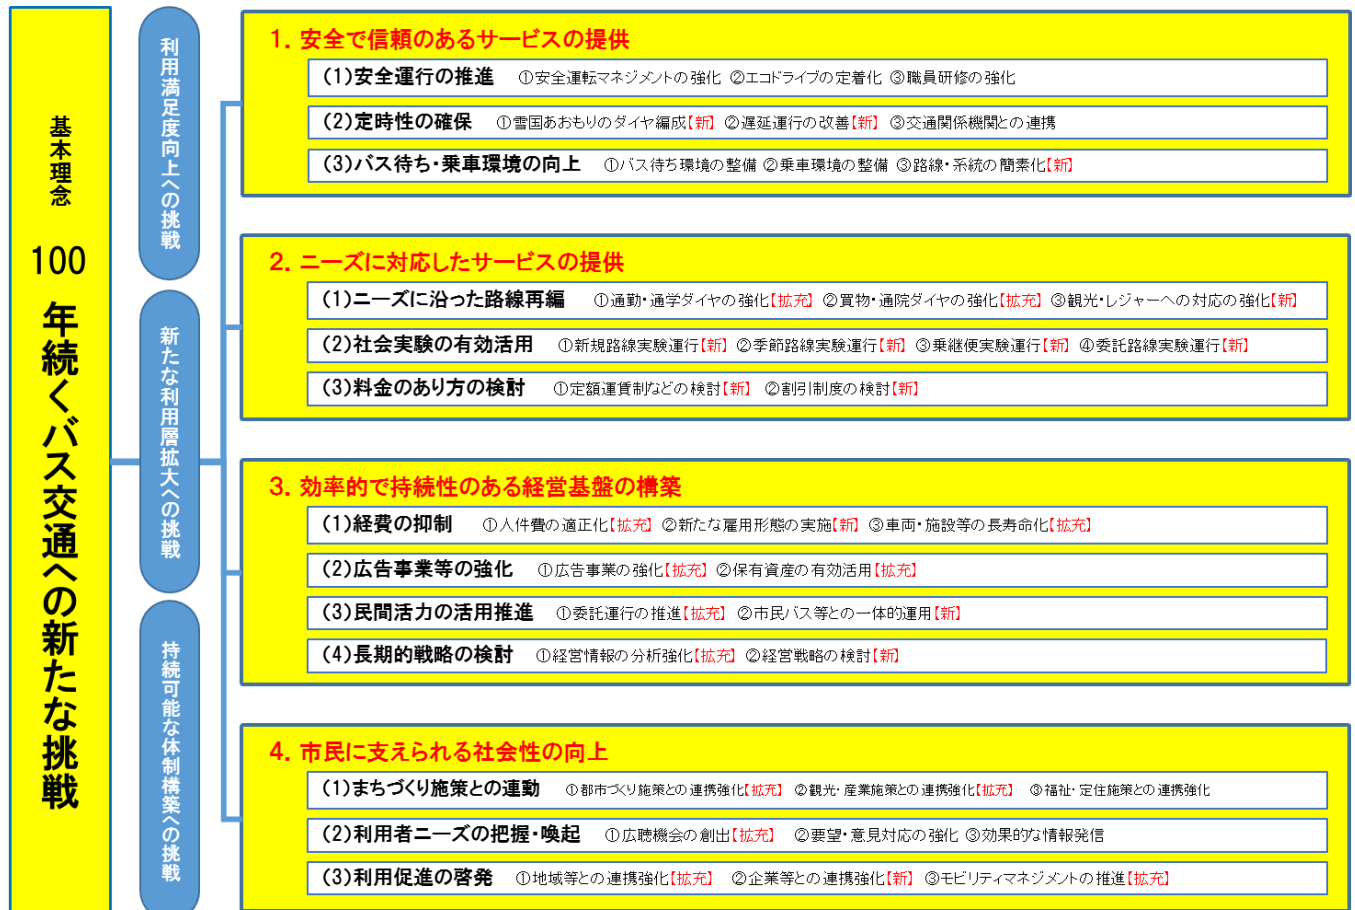 基本理念 100年続くバス交通への新たな挑戦
利用満足度向上への挑戦
新たな利用層拡大への挑戦
持続可能な体制構築への挑戦
1．安全で信頼のあるサービスの提供
(1)安全運行の推進 ①安全運転マネジメントの強化 ②エコドライブの定着化 ③職員研修の強化
(2)定時性の確保 ①雪国あおもりのダイヤ編成【新】 ②遅延運行の改善【新】 ③交通関係機関との連携
(3)バス待ち・乗車環境の向上 ①バス待ち環境の整備 ②乗車環境の整備 ③路線・系統の簡素化【新】
2．ニーズに対応したサービスの提供
(1)ニーズに沿った路線再編 ①通勤・通学ダイヤの強化【拡充】 ②買物・通院ダイヤの強化【拡充】 ③観光・レジャーへの対応の強化【新】
(2)社会実験の有効活用 ①新規路線実験運行【新】 ②季節路線実験運行【新】 ③乗継便実験運行【新】 ④委託路線実験運行【新】
(3)料金のあり方の検討 ①定額運賃制などの検討【新】 ②割引制度の検討【新】
3．効率的で持続性のある経営基盤の構築
(1)経費の抑制 ①人件費の適正化【拡充】 ②新たな雇用形態の実施【新】 ③車両・施設等の長寿命化【拡充】
(2)広告事業等の強化 ①広告事業の強化【拡充】 ②保有資産の有効活用【拡充】
(3)民間活力の活用推進 ①委託運行の推進【拡充】 ②市民バス等との一体的運用【新】
(4)長期的戦略の検討 ①経営情報の分析強化【拡充】 ②経営戦略の検討【新】
4．市民に支えられる社会性の向上
(1)まちづくり施策との連動 ①都市づくり施策との連携強化【拡充】 ②観光・産業施策との連携強化【拡充】 ③福祉・定住施策との連携強化
(2)利用者ニーズの把握・喚起 ①広聴機会の創出【拡充】 ②要望・意見対応の強化 ③効果的な情報発信
(3)利用促進の啓発 ①地域等との連携強化【拡充】 ②企業等との連携強化【新】 ③モビリティマネジメントの推進【拡充】